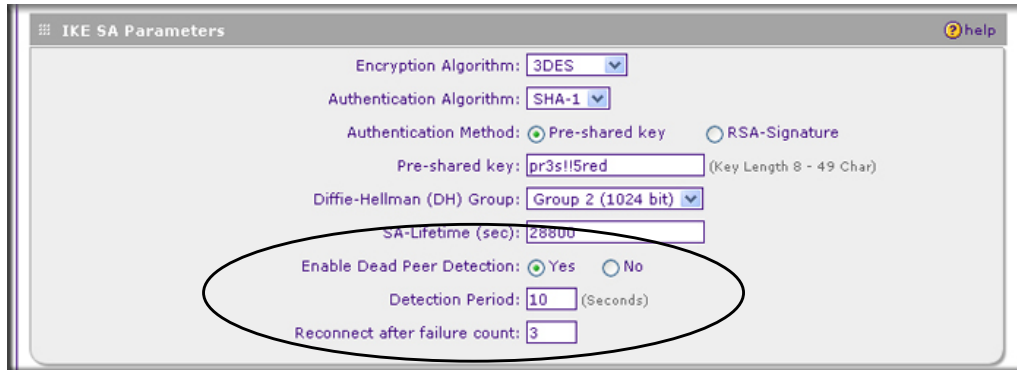 IKE SA Parameters ?help
Encryption Algorithm: 3DES
Authentication Algorithm: SHA-1
Authentication Method: Pre-shared key RSA-Signature
Pre-shared key: pr3s!!5red (Key Length 8 - 49 Char)
Diffie-Hellman (DH) Group: Group 2 (1024 bit)
SA-Lifetime (sec): 28800
Enable Dead Peer Detection: Yes No
Detection Period: 10 (Seconds)
Reconnect after failure count: 3